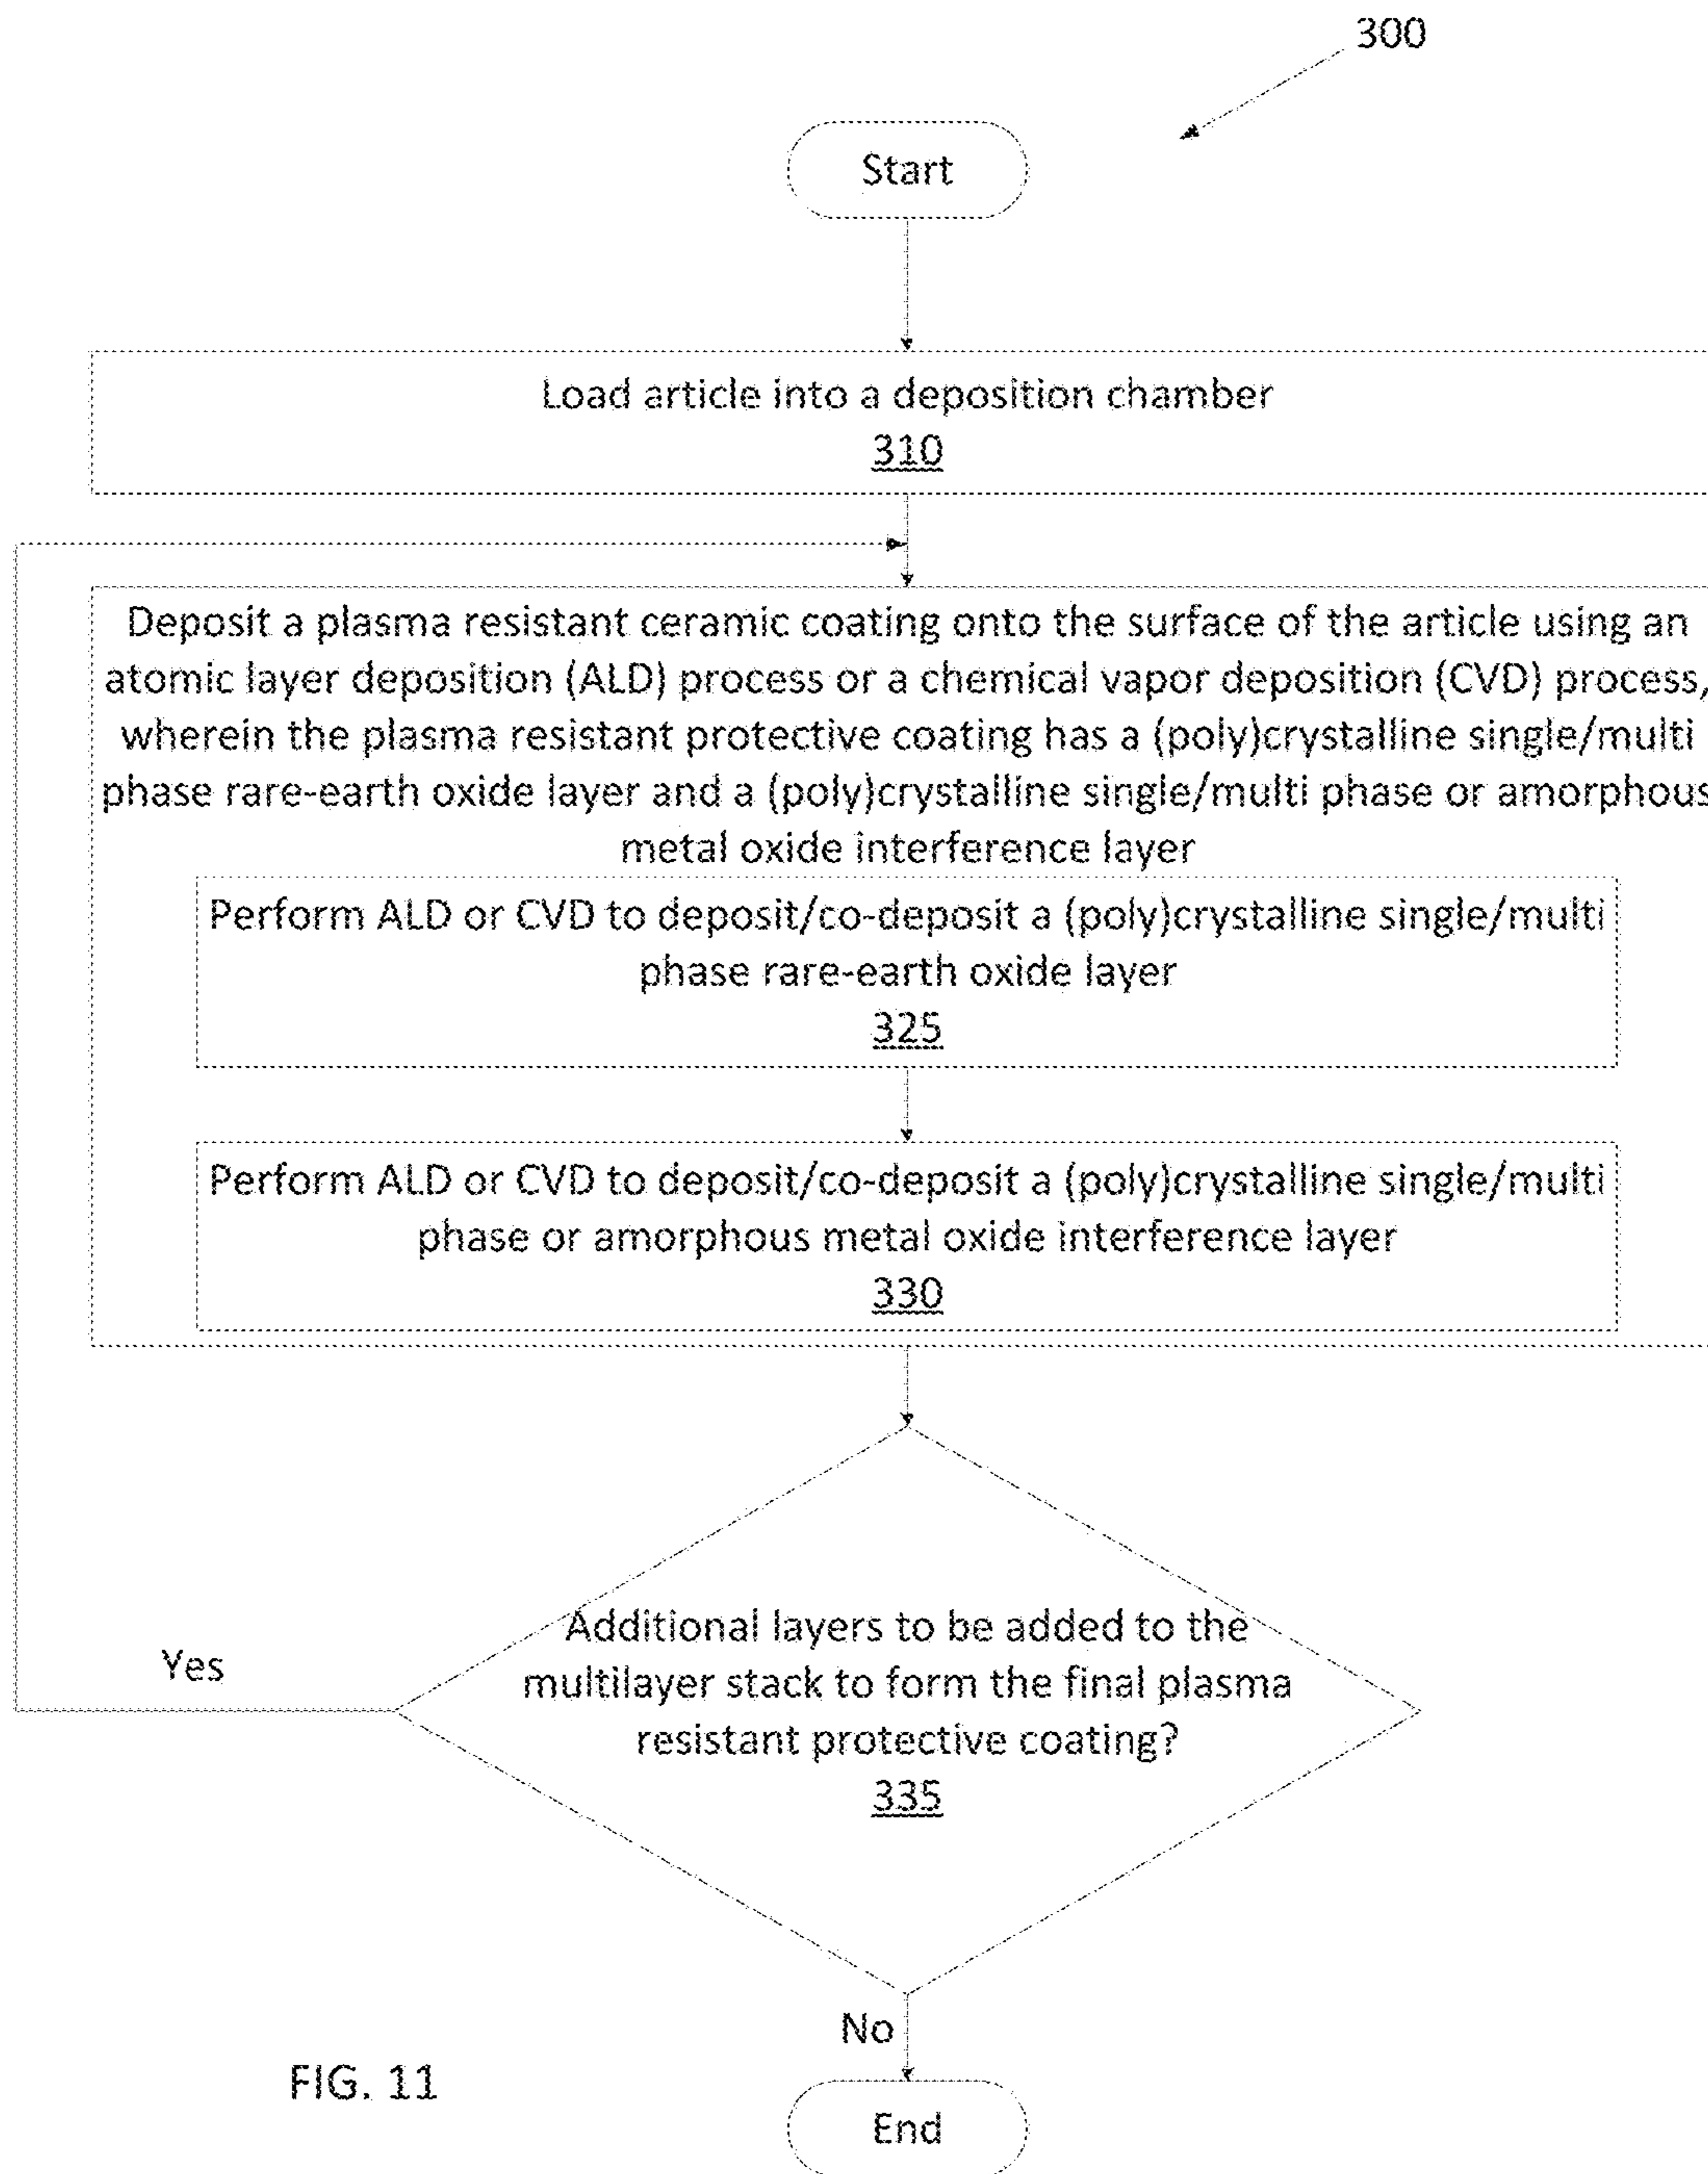 300
Start
Load article into a deposition chamber
310
Deposit a plasma resistant ceramic coating onto the surface of the article using an
atomic layer deposition (ALD) process or a chemical vapor deposition (CVD) process,
wherein the plasma resistant protective coating has a (poly)crystalline single/multi
phase rare-earth oxide layer and a (poly)crystalline single/multi phase or amorphous
metal oxide interference layer
Perform ALD or CVD to deposit/co-deposit a (poly)crystalline single/multi
phase rare-earth oxide layer
325
Perform ALD or CVD to deposit/co-deposit a (poly)crystalline single/multi
phase or amorphous metal oxide interference layer
330
Additional layers to be added to the
multilayer stack to form the final plasma
resistant protective coating?
335
Yes
No
FIG. 11
End